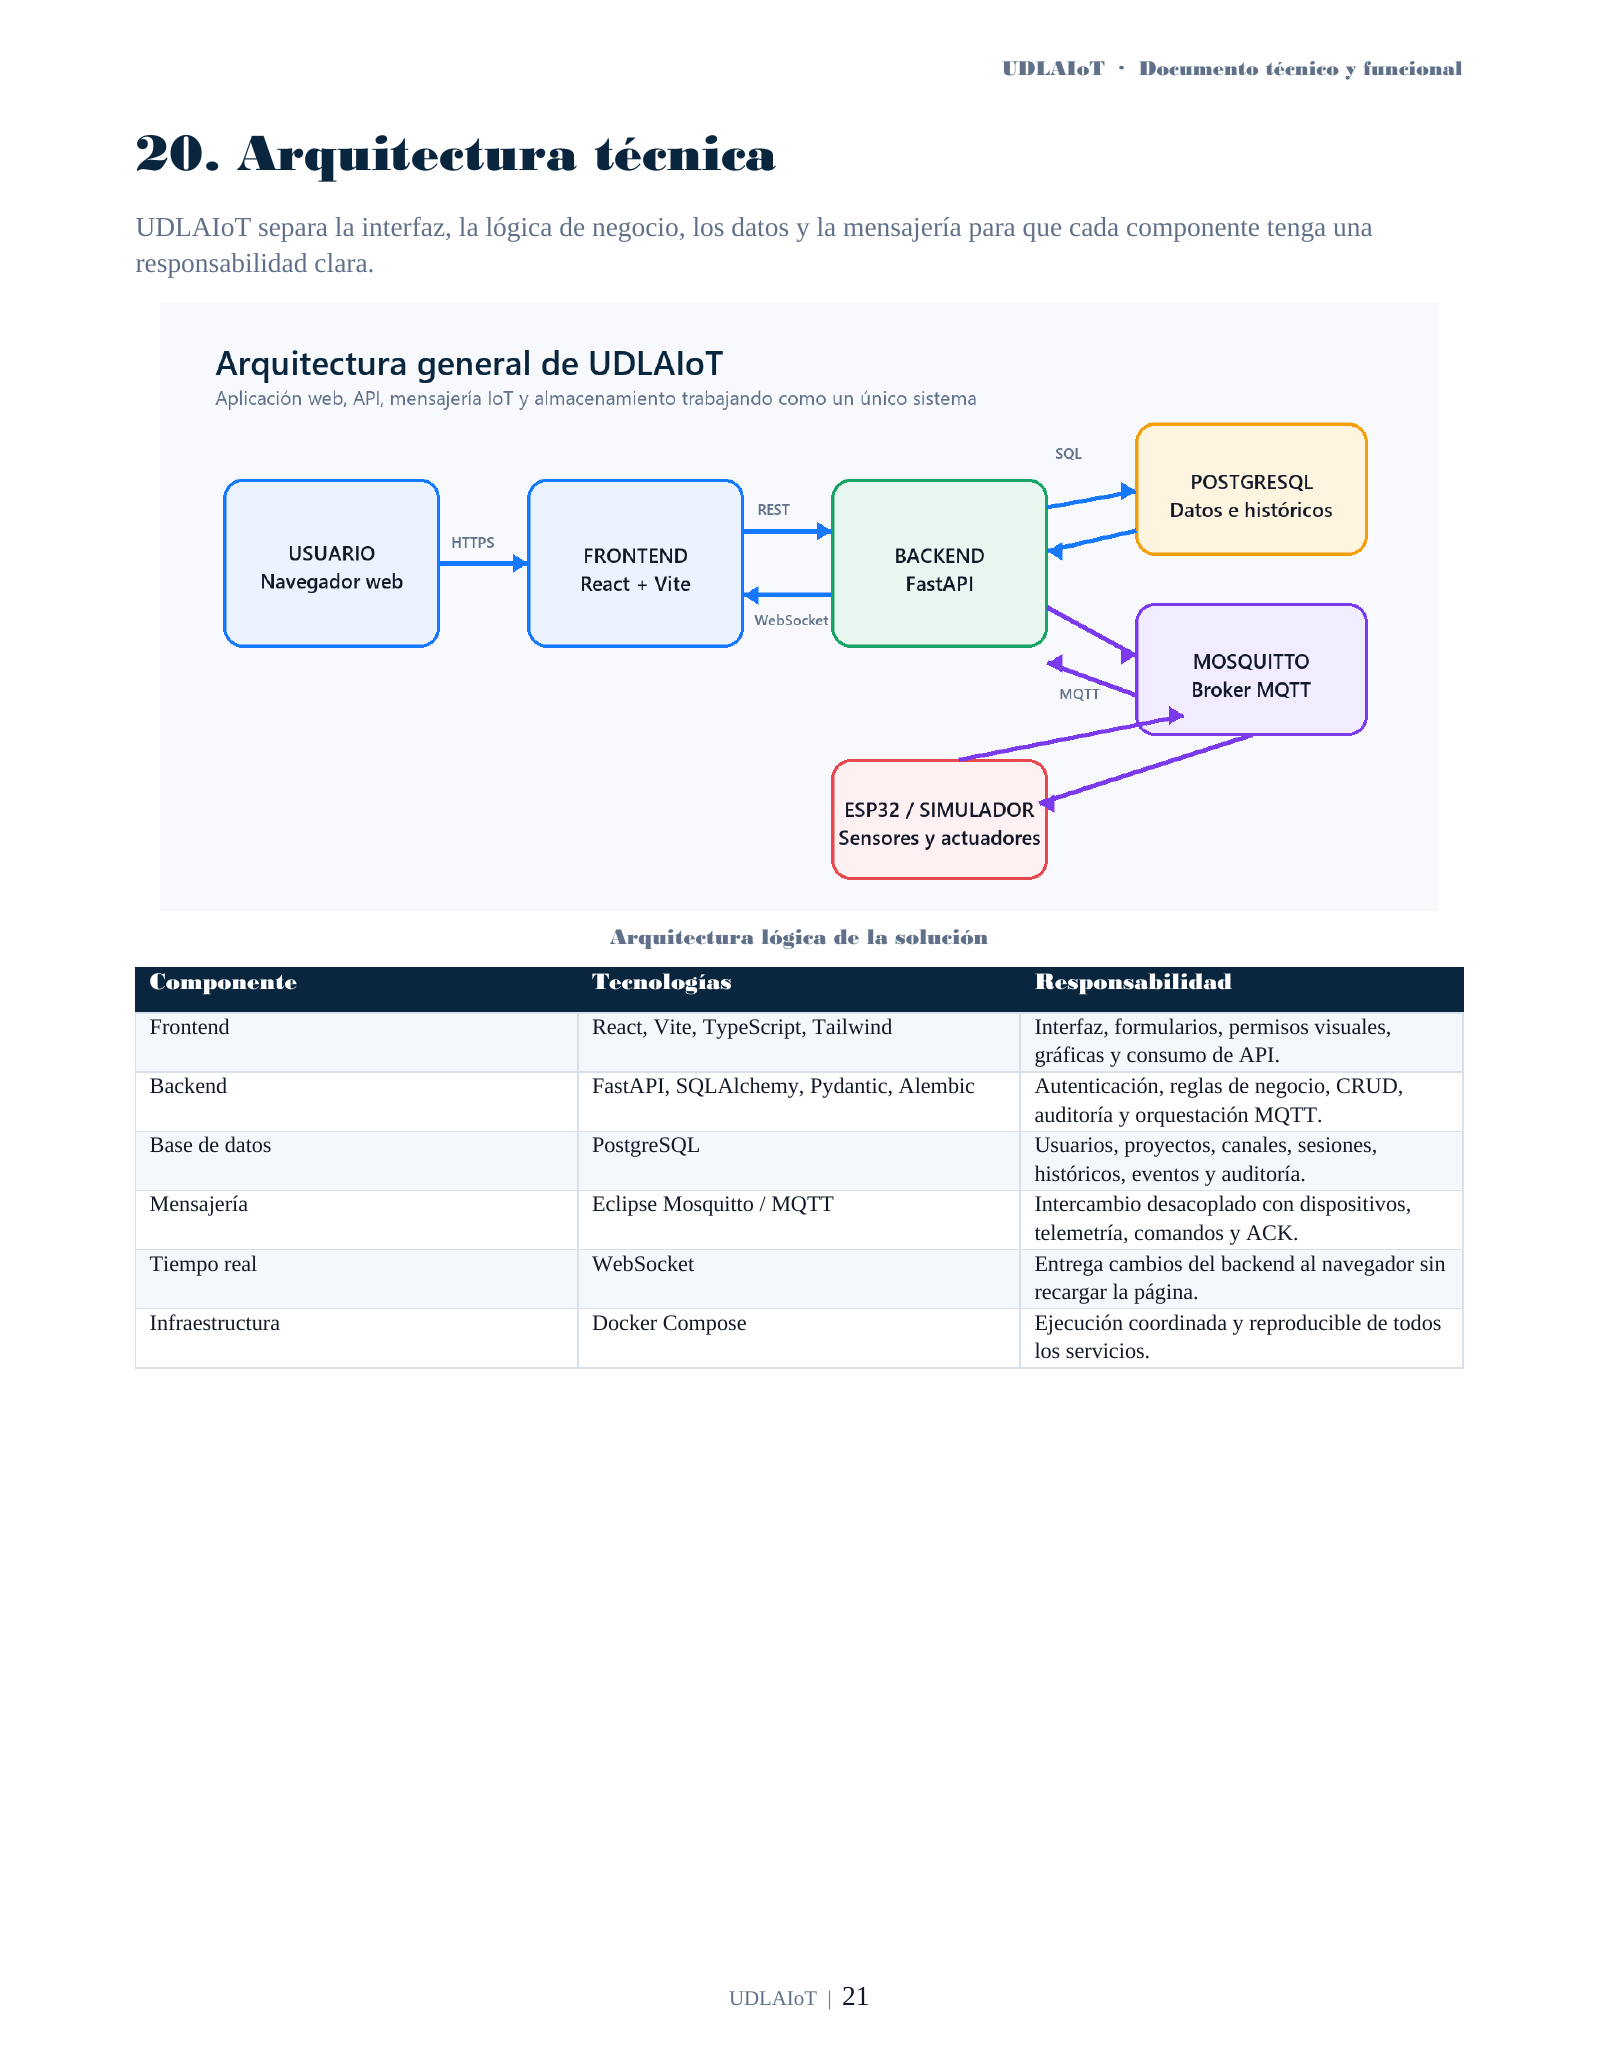 UDLAIoT · Documento técnico y funcional
20. Arquitectura técnica
UDLAIoT separa la interfaz, la lógica de negocio, los datos y la mensajería para que cada componente tenga una
responsabilidad clara.
Arquitectura general de UDLAIoT
Aplicación web, API, mensajería IoT y almacenamiento trabajando como un único sistema
USUARIO
Navegador web
HTTPS
FRONTEND
React + Vite
REST
WebSocket
BACKEND
FastAPI
SQL
POSTGRESQL
Datos e históricos
MQTT
MOSQUITTO
Broker MQTT
ESP32 / SIMULADOR
Sensores y actuadores
Arquitectura lógica de la solución
Componente Tecnologías Responsabilidad
Frontend React, Vite, TypeScript, Tailwind Interfaz, formularios, permisos visuales,
gráficas y consumo de API.
Backend FastAPI, SQLAlchemy, Pydantic, Alembic Autenticación, reglas de negocio, CRUD,
auditoría y orquestación MQTT.
Base de datos PostgreSQL Usuarios, proyectos, canales, sesiones,
históricos, eventos y auditoría.
Mensajería Eclipse Mosquitto / MQTT Intercambio desacoplado con dispositivos,
telemetría, comandos y ACK.
Tiempo real WebSocket Entrega cambios del backend al navegador sin
recargar la página.
Infraestructura Docker Compose Ejecución coordinada y reproducible de todos
los servicios.
UDLAIoT | 21